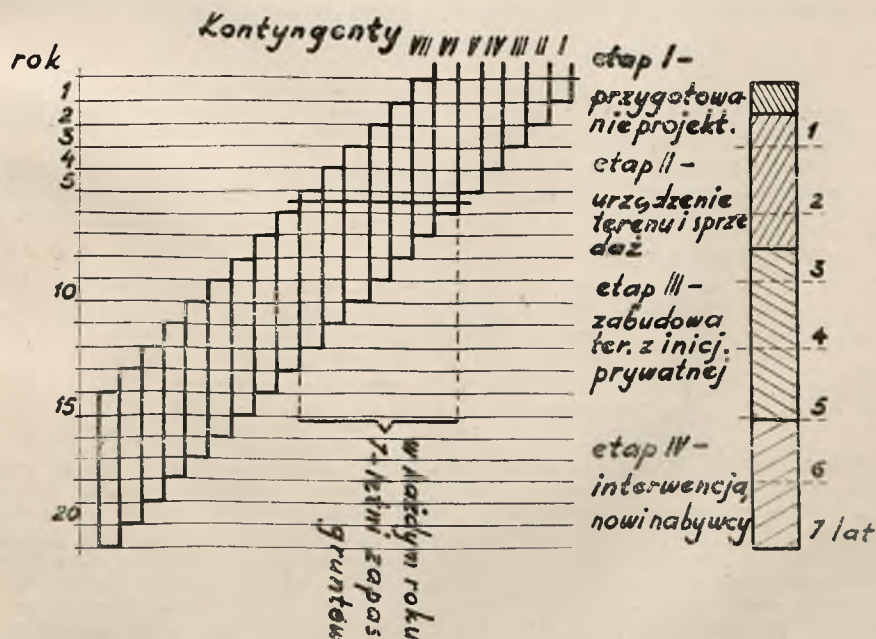 Kontyngenty VII VI V IV III II I
rok
1
2
3
4
5
10
15
20
etap I –
przygotowa-
nie projekt.
etap II –
urządzenie
terenu i sprze
daż
etap III –
zabudowa
ter. z inicj.
prywatnej
etap IV –
interwencją
nowi nabywcy
1
2
3
4
5
6
7 lat
w każdym roku
7-letni zapas
gruntów